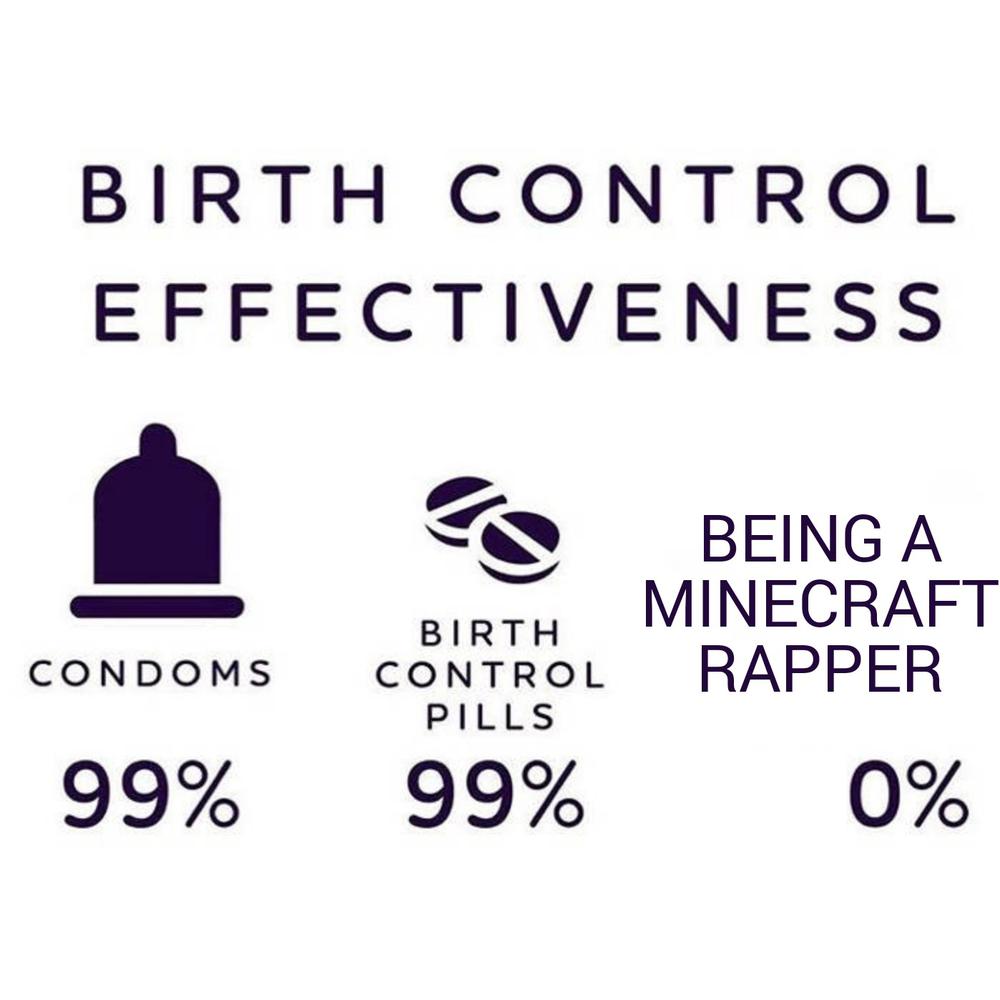 BIRTH CONTROL
EFFECTIVENESS
CONDOMS
99%
BIRTH
CONTROL
PILLS
99%
BEING A
MINECRAFT
RAPPER
0%